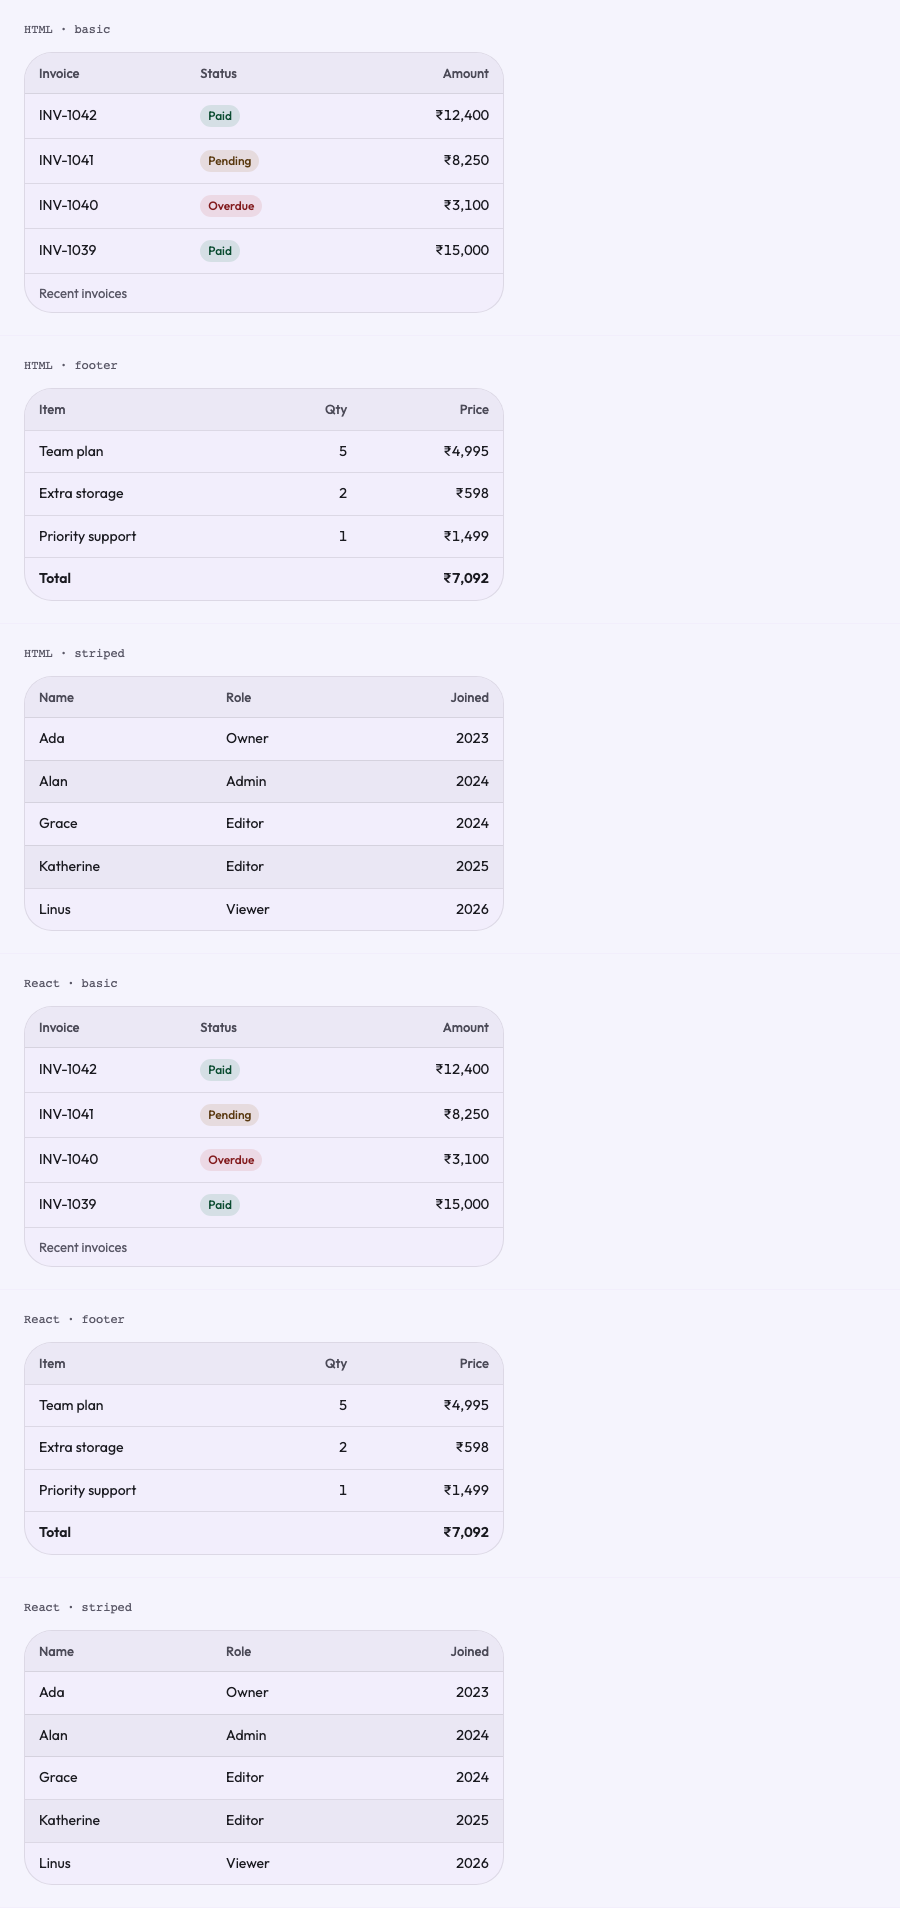 HTML · basic
Invoice Status Amount
INV-1042 Paid ₹12,400
INV-1041 Pending ₹8,250
INV-1040 Overdue ₹3,100
INV-1039 Paid ₹15,000
Recent invoices
HTML · footer
Item Qty Price
Team plan 5 ₹4,995
Extra storage 2 ₹598
Priority support 1 ₹1,499
Total ₹7,092
HTML · striped
Name Role Joined
Ada Owner 2023
Alan Admin 2024
Grace Editor 2024
Katherine Editor 2025
Linus Viewer 2026
React · basic
Invoice Status Amount
INV-1042 Paid ₹12,400
INV-1041 Pending ₹8,250
INV-1040 Overdue ₹3,100
INV-1039 Paid ₹15,000
Recent invoices
React · footer
Item Qty Price
Team plan 5 ₹4,995
Extra storage 2 ₹598
Priority support 1 ₹1,499
Total ₹7,092
React · striped
Name Role Joined
Ada Owner 2023
Alan Admin 2024
Grace Editor 2024
Katherine Editor 2025
Linus Viewer 2026